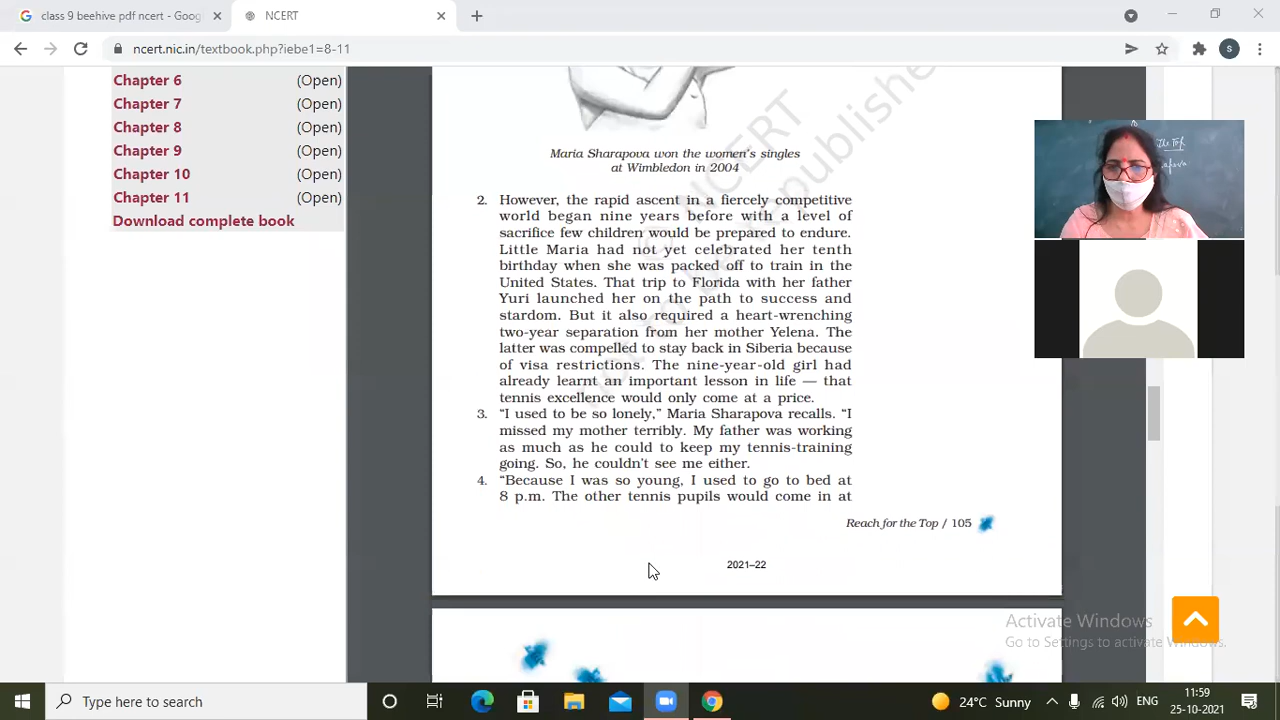 class 9 beehive pdf ncert - Goog
NCERT
ncert.nic.in/textbook.php?iebe1=8-11
S
Chapter 6 (Open)
Chapter 7 (Open)
Chapter 8 (Open)
Chapter 9 (Open)
Chapter 10 (Open)
Chapter 11 (Open)
Download complete book
© NCERT
not to be republished
Maria Sharapova won the women's singles
at Wimbledon in 2004
2. However, the rapid ascent in a fiercely competitive
world began nine years before with a level of
sacrifice few children would be prepared to endure.
Little Maria had not yet celebrated her tenth
birthday when she was packed off to train in the
United States. That trip to Florida with her father
Yuri launched her on the path to success and
stardom. But it also required a heart-wrenching
two-year separation from her mother Yelena. The
latter was compelled to stay back in Siberia because
of visa restrictions. The nine-year-old girl had
already learnt an important lesson in life — that
tennis excellence would only come at a price.
3. “I used to be so lonely,” Maria Sharapova recalls. “I
missed my mother terribly. My father was working
as much as he could to keep my tennis-training
going. So, he couldn't see me either.
4. “Because I was so young, I used to go to bed at
8 p.m. The other tennis pupils would come in at
Reach for the Top / 105
2021–22
the Top
Activate Windows
Go to Settings to activate Windows.
Type here to search
24°C Sunny
ENG
11:59
25-10-2021